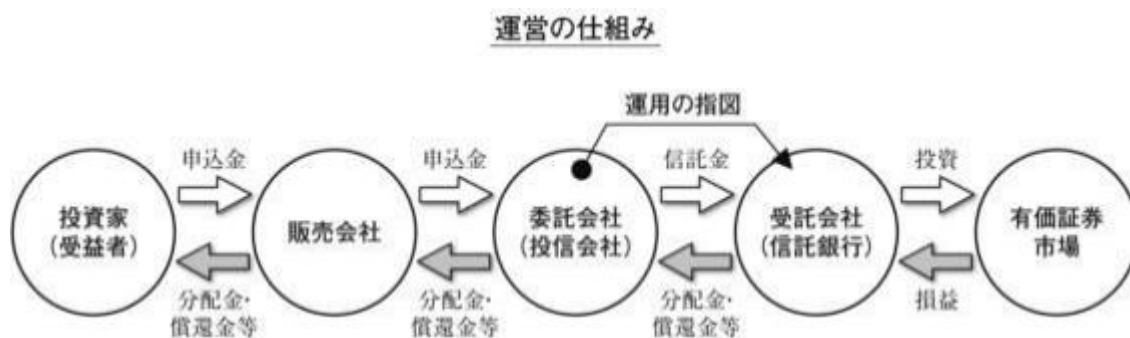 運営の仕組み
運用の指図
申込金
申込金
信託金
投資
投資家
（受益者）
販売会社
委託会社
（投信会社）
受託会社
（信託銀行）
有価証券
市場
分配金・
償還金等
分配金・
償還金等
分配金・
償還金等
損益